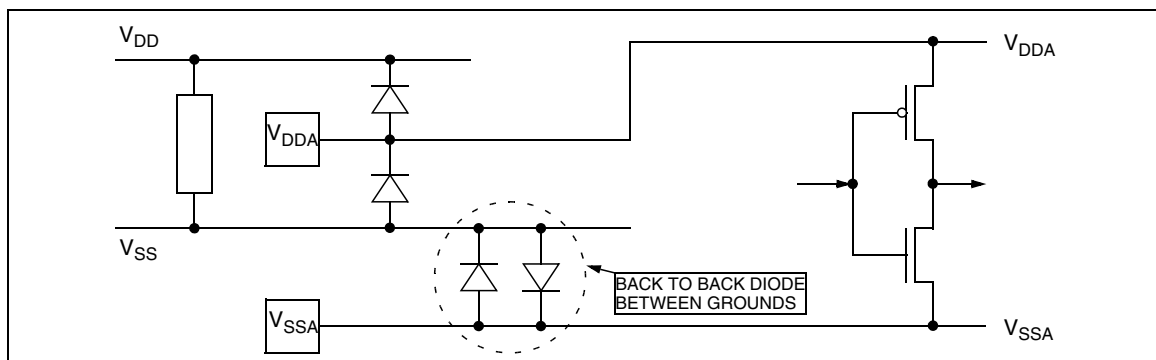 VDD
VDDA
VDDA
VSS
BACK TO BACK DIODE
BETWEEN GROUNDS
VSSA
VSSA